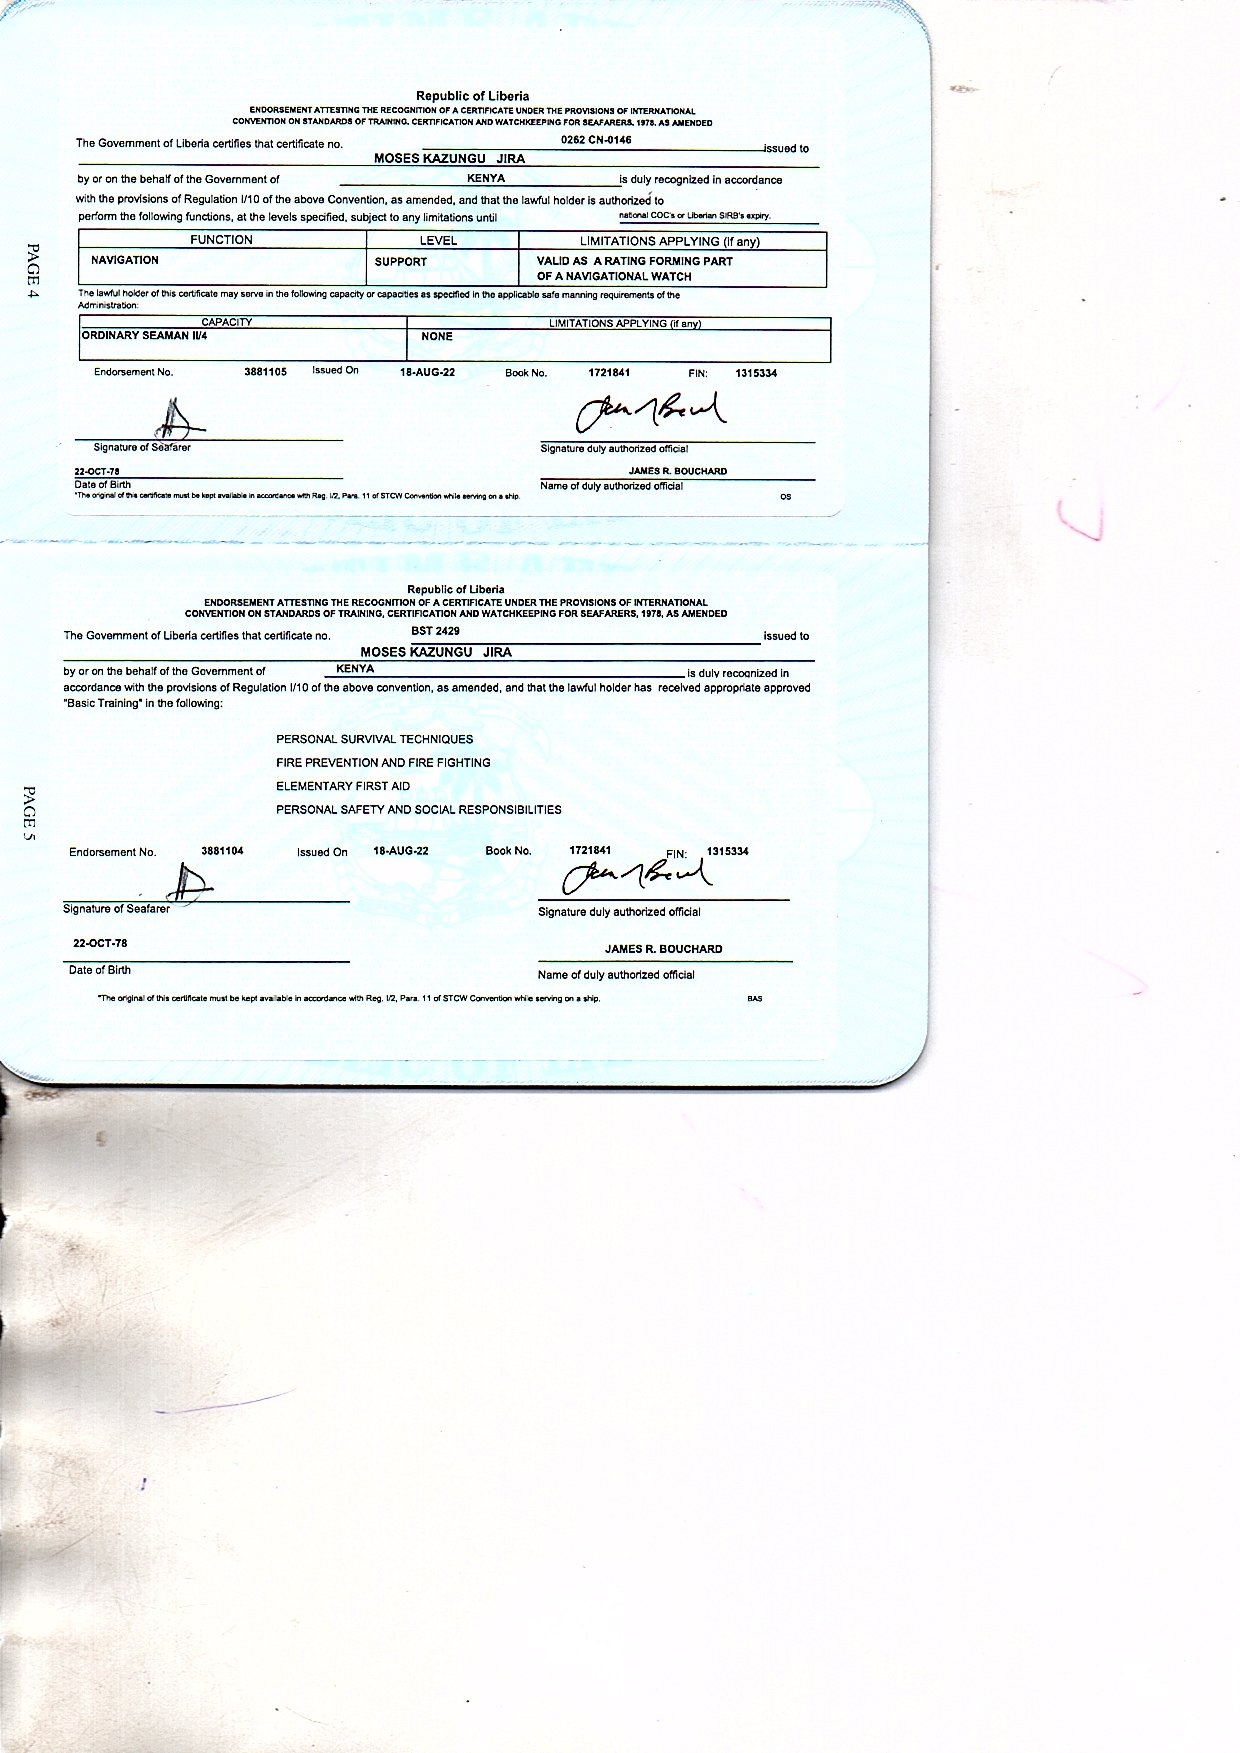 Republic of Liberia
ENDORSEMENT ATTESTING THE RECOGNITION OF A CERTIFICATE UNDER THE PROVISIONS OF INTERNATIONAL
CONVENTION ON STANDARDS OF TRAINING, CERTIFICATION AND WATCHKEEPING FOR SEAFARERS, 1978, AS AMENDED
The Government of Liberia certifies that certificate no. 0262 CN-0146 issued to
MOSES KAZUNGU JIRA
by or on the behalf of the Government of KENYA is duly recognized in accordance
with the provisions of Regulation I/10 of the above Convention, as amended, and that the lawful holder is authorized to
perform the following functions, at the levels specified, subject to any limitations until national COC's or Liberian SIRB's expiry.
FUNCTION LEVEL LIMITATIONS APPLYING (if any)
NAVIGATION SUPPORT VALID AS A RATING FORMING PART
OF A NAVIGATIONAL WATCH
The lawful holder of this certificate may serve in the following capacity or capacities as specified in the applicable safe manning requirements of the
Administration:
CAPACITY LIMITATIONS APPLYING (if any)
ORDINARY SEAMAN II/4 NONE
Endorsement No. 3881105 Issued On 18-AUG-22 Book No. 1721841 FIN: 1315334
Signature of Seafarer Signature duly authorized official
22-OCT-78 JAMES R. BOUCHARD
Date of Birth Name of duly authorized official
*The original of this certificate must be kept available in accordance with Reg. I/2, Para. 11 of STCW Convention while serving on a ship. OS
PAGE 4
Republic of Liberia
ENDORSEMENT ATTESTING THE RECOGNITION OF A CERTIFICATE UNDER THE PROVISIONS OF INTERNATIONAL
CONVENTION ON STANDARDS OF TRAINING, CERTIFICATION AND WATCHKEEPING FOR SEAFARERS, 1978, AS AMENDED
The Government of Liberia certifies that certificate no. BST 2429 issued to
MOSES KAZUNGU JIRA
by or on the behalf of the Government of KENYA is duly recognized in
accordance with the provisions of Regulation I/10 of the above convention, as amended, and that the lawful holder has received appropriate approved
"Basic Training" in the following:
PERSONAL SURVIVAL TECHNIQUES
FIRE PREVENTION AND FIRE FIGHTING
ELEMENTARY FIRST AID
PERSONAL SAFETY AND SOCIAL RESPONSIBILITIES
Endorsement No. 3881104 Issued On 18-AUG-22 Book No. 1721841 FIN: 1315334
Signature of Seafarer Signature duly authorized official
22-OCT-78 JAMES R. BOUCHARD
Date of Birth Name of duly authorized official
*The original of this certificate must be kept available in accordance with Reg. I/2, Para. 11 of STCW Convention while serving on a ship. BAS
PAGE 5